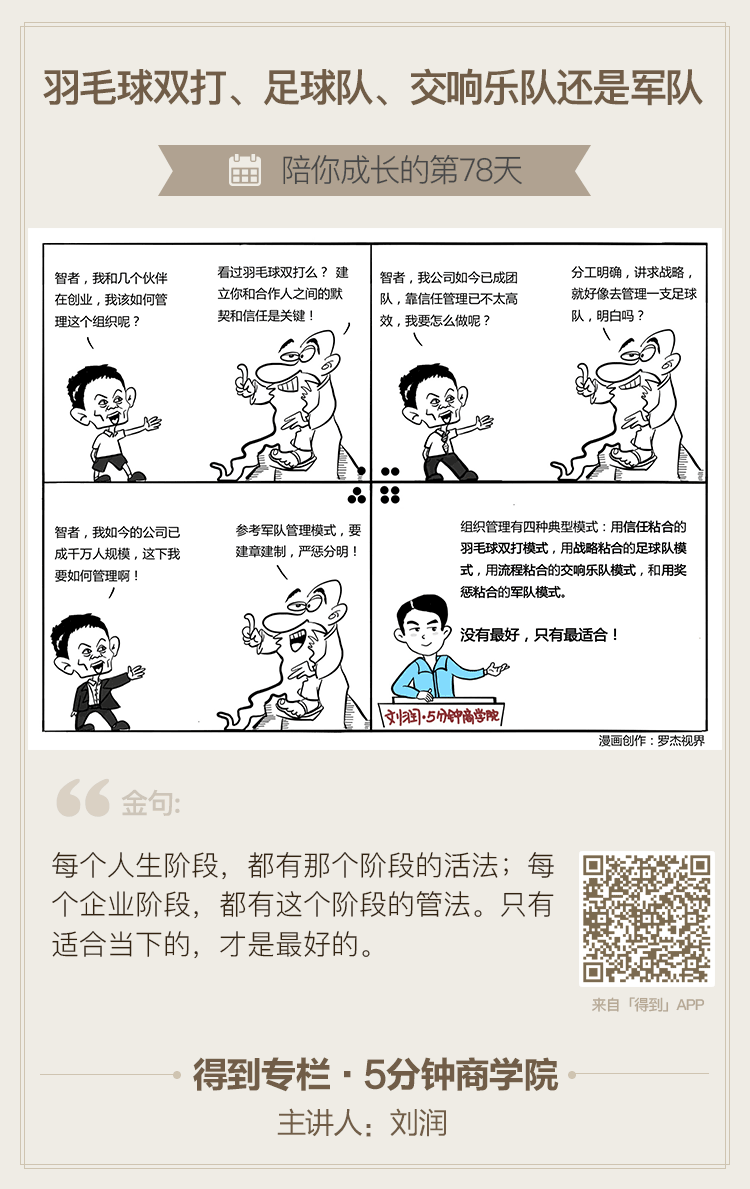 羽毛球双打、足球队、交响乐队还是军队
陪你成长的第78天
智者，我和几个伙伴
在创业，我该如何管
理这个组织呢？
看过羽毛球双打么？ 建
立你和合作人之间的默
契和信任是关键！
智者，我公司如今已成团
队，靠信任管理已不太高
效，我要怎么做呢？
分工明确，讲求战略，
就好像去管理一支足球
队，明白吗？
智者，我如今的公司已
成千万人规模，这下我
要如何管理啊！
参考军队管理模式，要
建章建制，严惩分明！
组织管理有四种典型模式：用信任粘合的
羽毛球双打模式，用战略粘合的足球队模
式，用流程粘合的交响乐队模式，和用奖
惩粘合的军队模式。
没有最好，只有最适合！
刘润·5分钟商学院
漫画创作：罗杰视界
金句:
每个人生阶段，都有那个阶段的活法；每
个企业阶段，都有这个阶段的管法。只有
适合当下的，才是最好的。
来自「得到」APP
得到专栏·5分钟商学院
主讲人：刘润